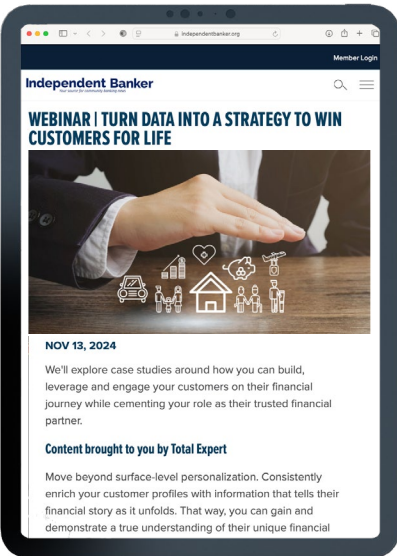 independentbanker.org
Member Login
Independent Banker
Your source for community banking news
WEBINAR | TURN DATA INTO A STRATEGY TO WIN
CUSTOMERS FOR LIFE
NOV 13, 2024
We'll explore case studies around how you can build,
leverage and engage your customers on their financial
journey while cementing your role as their trusted financial
partner.
Content brought to you by Total Expert
Move beyond surface-level personalization. Consistently
enrich your customer profiles with information that tells their
financial story as it unfolds. That way, you can gain and
demonstrate a true understanding of their unique financial